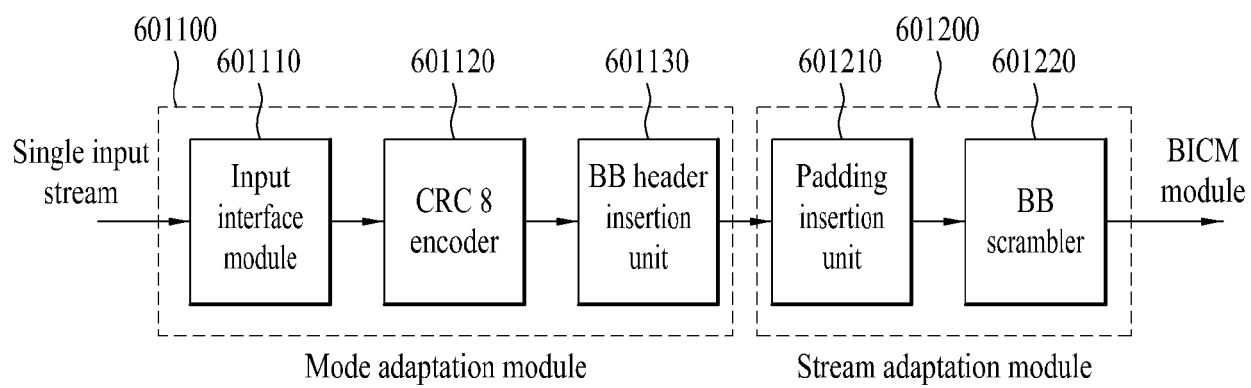 601100
601110
601120
601130
601200
601210
601220
Single input
stream
Input
interface
module
CRC 8
encoder
BB header
insertion
unit
Padding
insertion
unit
BB
scrambler
BICM
module
Mode adaptation module
Stream adaptation module